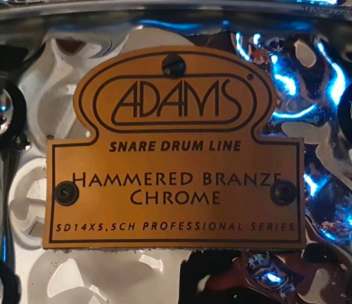 ADAMS
SNARE DRUM LINE
HAMMERED BRANZE
CHROME
SD14X5,5CH PROFESSIONAL SERIES